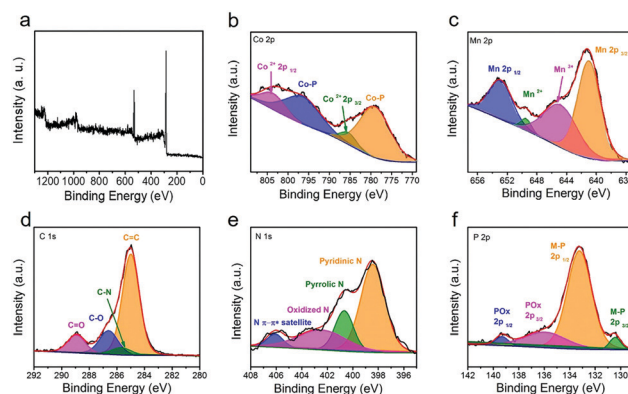 a
Intensity (a. u.)
1200 1000 800 600 400 200 0
Binding Energy (eV)
b
Co 2p
Co 2+ 2p 1/2
Co-P
Co 2+ 2p 3/2
Co-P
Intensity (a.u.)
805 800 795 790 785 780 775 770
Binding Energy (eV)
c
Mn 2p
Mn 2p 1/2
Mn 2+
Mn 3+
Mn 2p 3/2
Intensity (a.u.)
656 652 648 644 640
Binding Energy (eV)
d
C 1s
C=C
C-N
C-O
C=O
Intensity (a.u.)
292 290 288 286 284 282 280
Binding Energy (eV)
e
N 1s
Pyridinic N
Pyrrolic N
Oxidized N
N π-π* satellite
Intensity (a.u.)
408 406 404 402 400 398 396
Binding Energy (eV)
f
P 2p
M-P
2p 1/2
POx
2p 1/2
POx
2p 3/2
M-P
2p 3/2
Intensity (a.u.)
142 139 136 133 130
Binding Energy (eV)